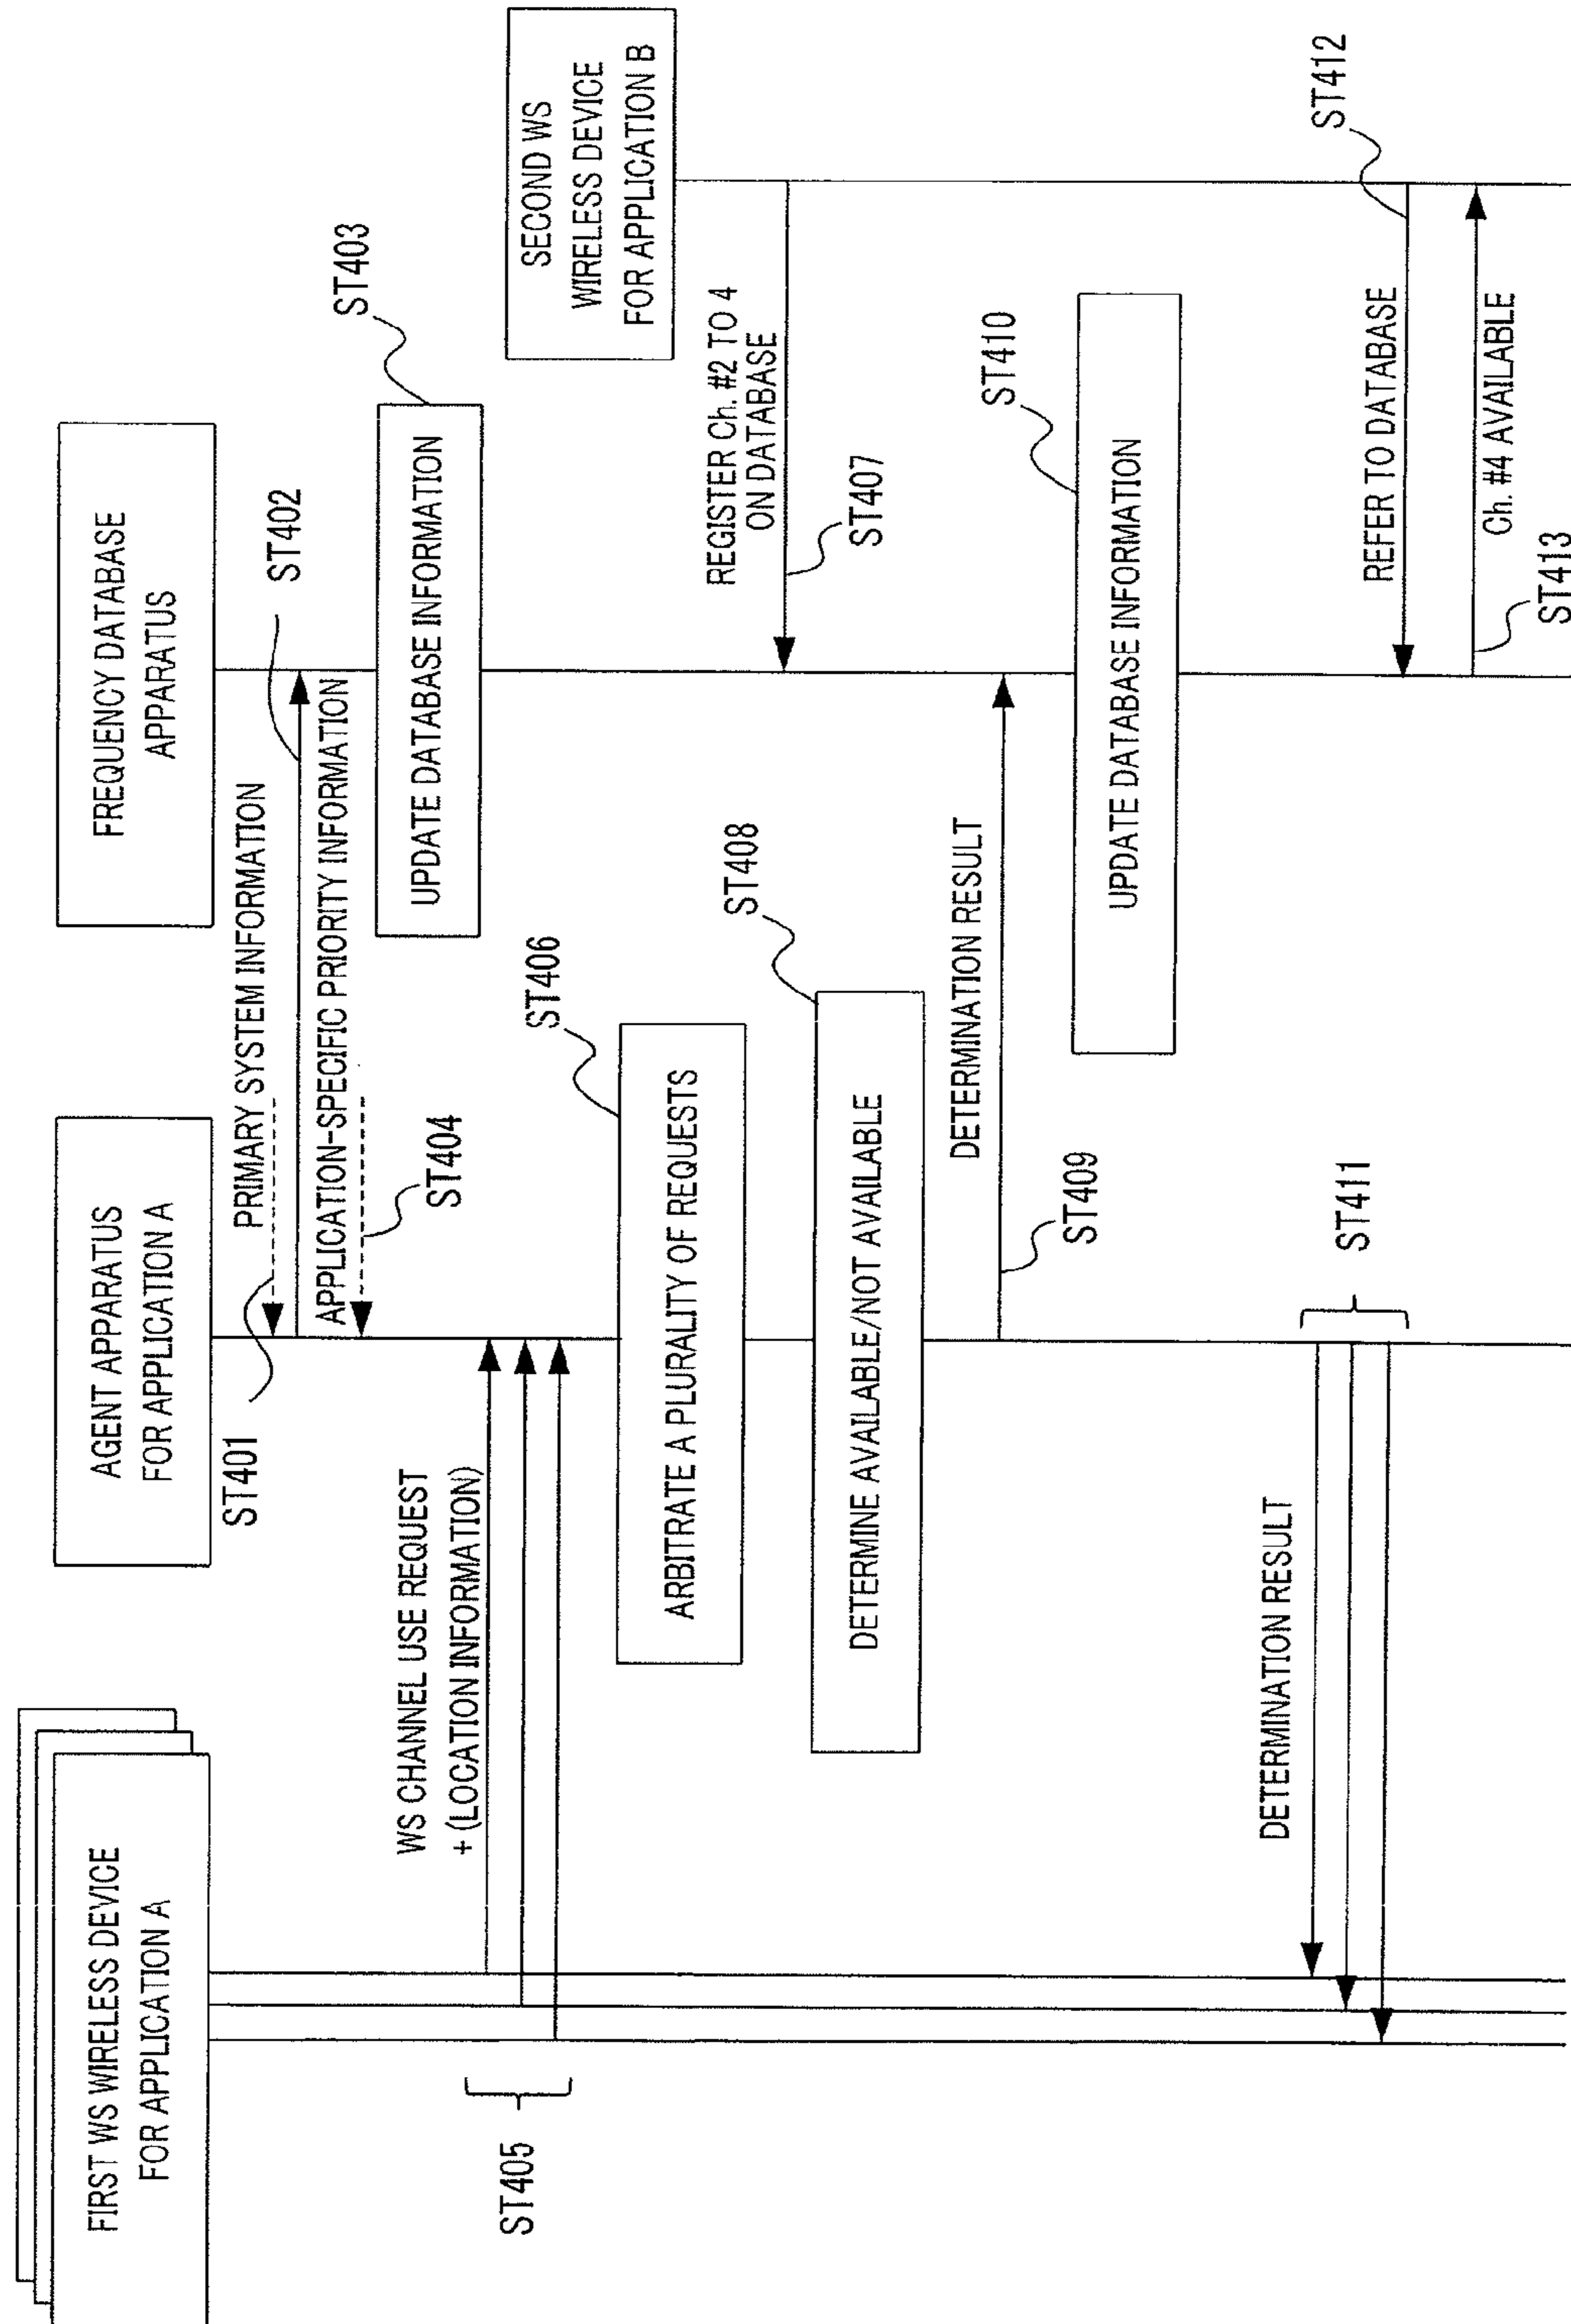 FIRST WS WIRELESS DEVICE
FOR APPLICATION A
AGENT APPARATUS
FOR APPLICATION A
FREQUENCY DATABASE
APPARATUS
SECOND WS
WIRELESS DEVICE
FOR APPLICATION B
ST401
PRIMARY SYSTEM INFORMATION
ST402
APPLICATION-SPECIFIC PRIORITY INFORMATION
ST403
UPDATE DATABASE INFORMATION
ST404
WS CHANNEL USE REQUEST
+ (LOCATION INFORMATION)
ST405
ST406
ARBITRATE A PLURALITY OF REQUESTS
REGISTER Ch. #2 TO 4
ON DATABASE
ST407
ST408
DETERMINE AVAILABLE/NOT AVAILABLE
DETERMINATION RESULT
ST409
ST410
UPDATE DATABASE INFORMATION
DETERMINATION RESULT
ST411
ST412
REFER TO DATABASE
Ch. #4 AVAILABLE
ST413